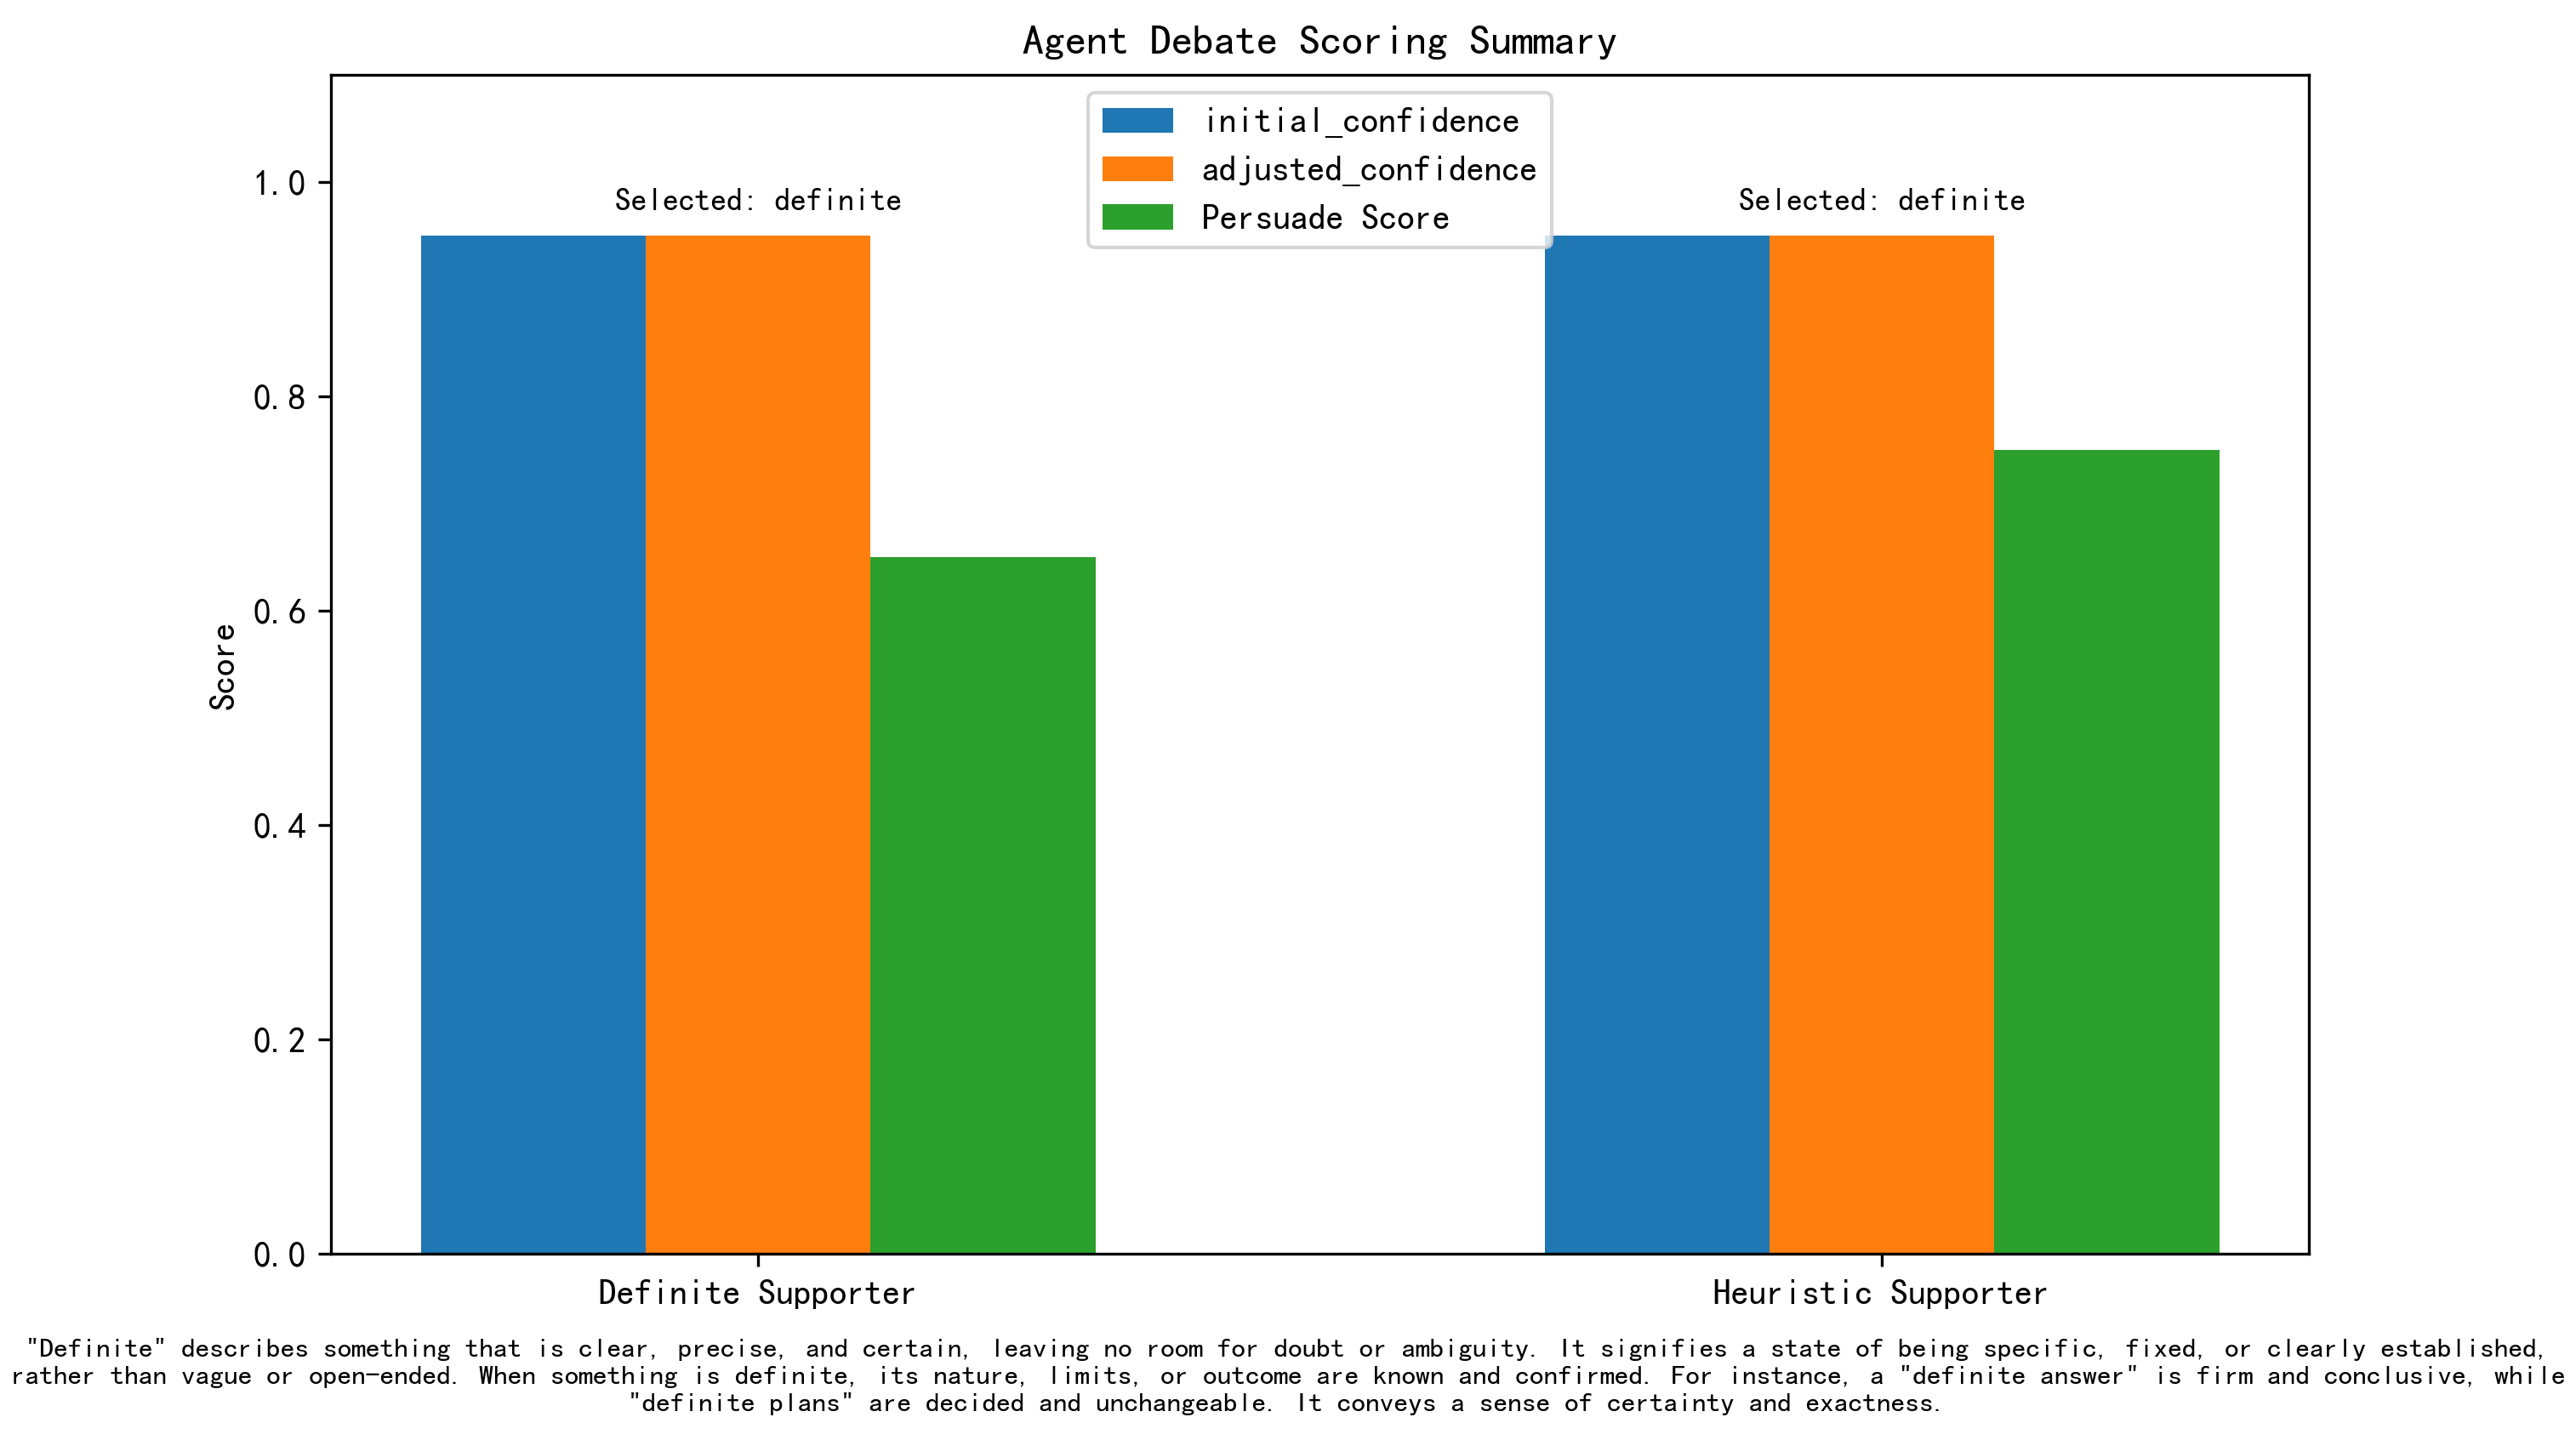 Agent Debate Scoring Summary
initial_confidence
adjusted_confidence
Persuade Score
Selected: definite
Selected: definite
1.0
0.8
0.6
0.4
0.2
0.0
Score
Definite Supporter
Heuristic Supporter
"Definite" describes something that is clear, precise, and certain, leaving no room for doubt or ambiguity. It signifies a state of being specific, fixed, or clearly established,
rather than vague or open-ended. When something is definite, its nature, limits, or outcome are known and confirmed. For instance, a "definite answer" is firm and conclusive, while
"definite plans" are decided and unchangeable. It conveys a sense of certainty and exactness.